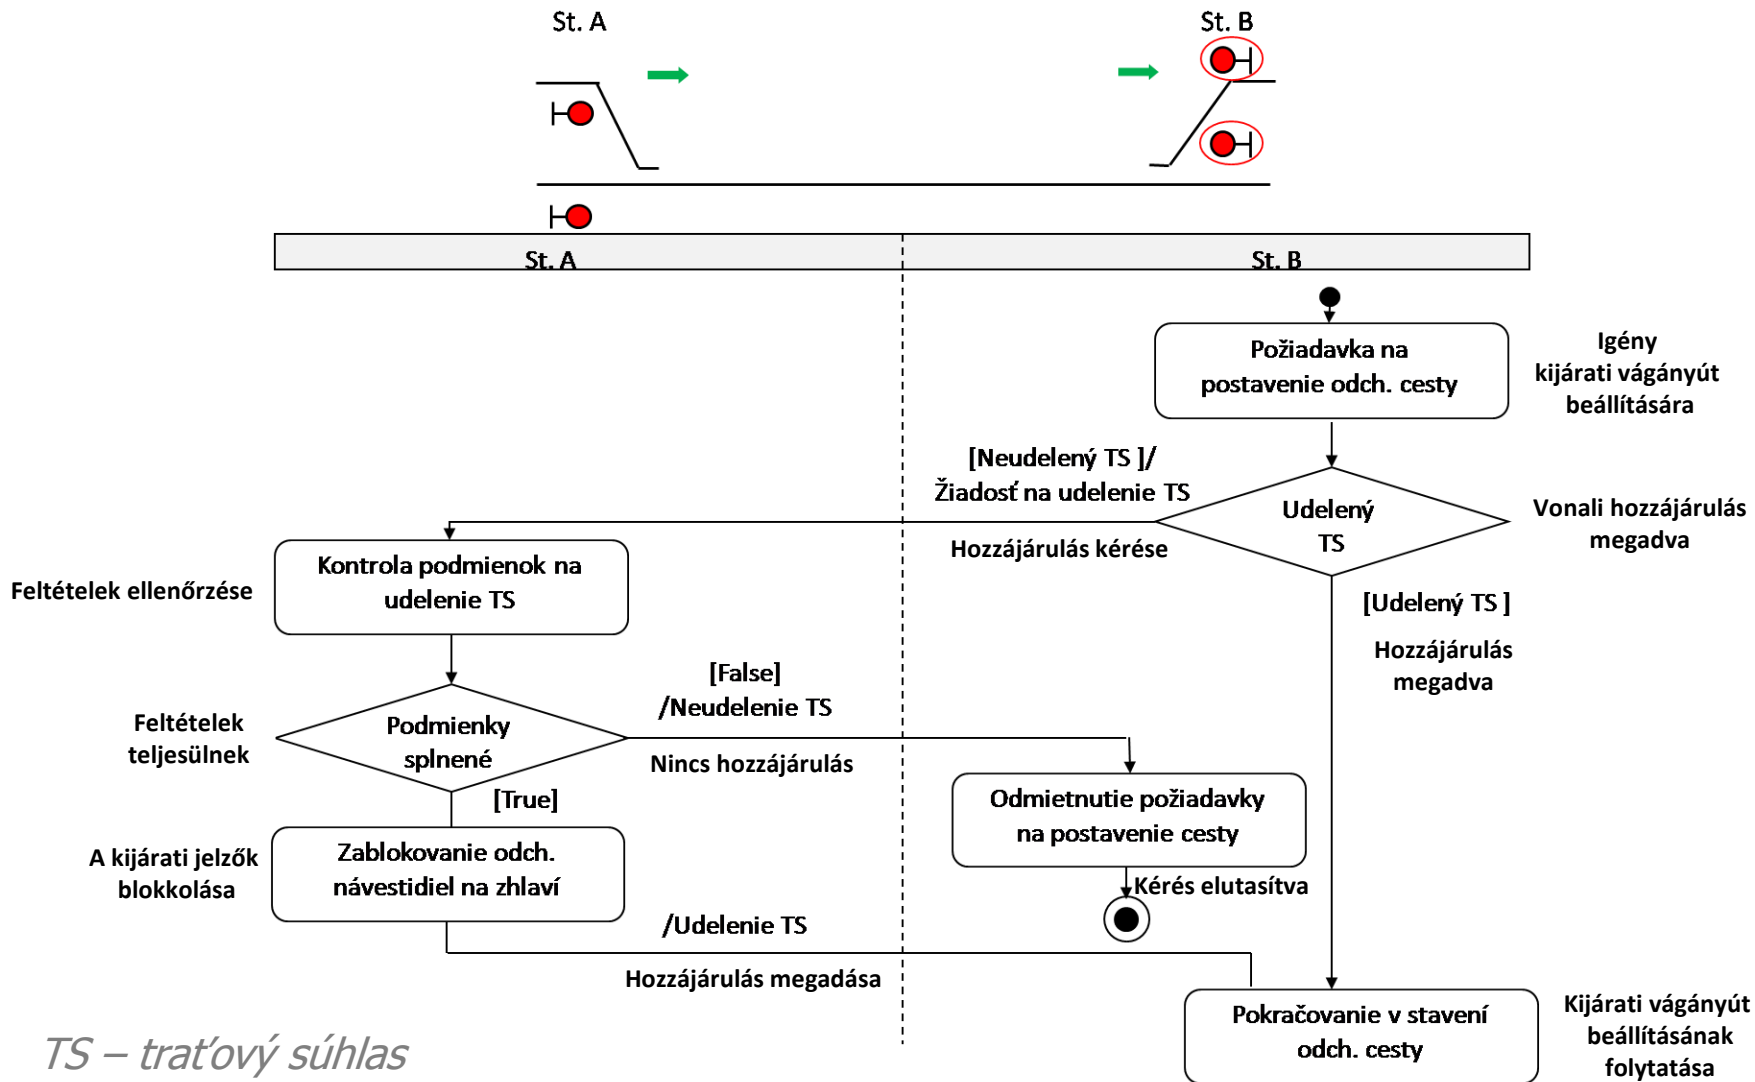 St. A
St. B
St. A
St. B
Požiadavka na
postavenie odch. cesty
Igény
kijárati vágányút
beállítására
[Neudelený TS ]/
Žiadosť na udelenie TS
Udelený
TS
Vonali hozzájárulás
megadva
Hozzájárulás kérése
Kontrola podmienok na
udelenie TS
Feltételek ellenőrzése
[Udelený TS ]
Hozzájárulás
megadva
[False]
/Neudelenie TS
Feltételek
teljesülnek
Podmienky
splnené
Nincs hozzájárulás
[True]
Odmietnutie požiadavky
na postavenie cesty
A kijárati jelzők
blokkolása
Zablokovanie odch.
návestidiel na zhlaví
Kérés elutasítva
/Udelenie TS
Hozzájárulás megadása
Pokračovanie v stavení
odch. cesty
Kijárati vágányút
beállításának
folytatása
TS – traťový súhlas